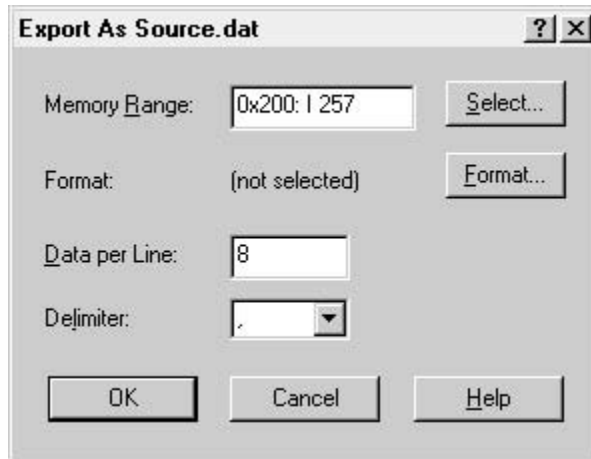 Export As Source.dat
Memory Range: 0x200: l 257 Select...
Format: (not selected) Format...
Data per Line: 8
Delimiter: ,
OK Cancel Help